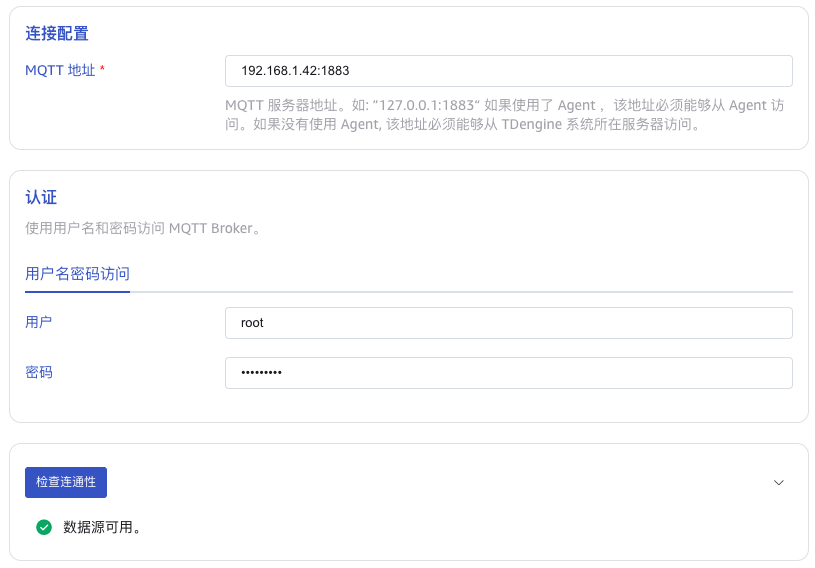 连接配置
MQTT 地址 *
192.168.1.42:1883
MQTT 服务器地址。如: “127.0.0.1:1883” 如果使用了 Agent ，该地址必须能够从 Agent 访
问。如果没有使用 Agent, 该地址必须能够从 TDengine 系统所在服务器访问。
认证
使用用户名和密码访问 MQTT Broker。
用户名密码访问
用户
root
密码
•••••••••
检查连通性
数据源可用。